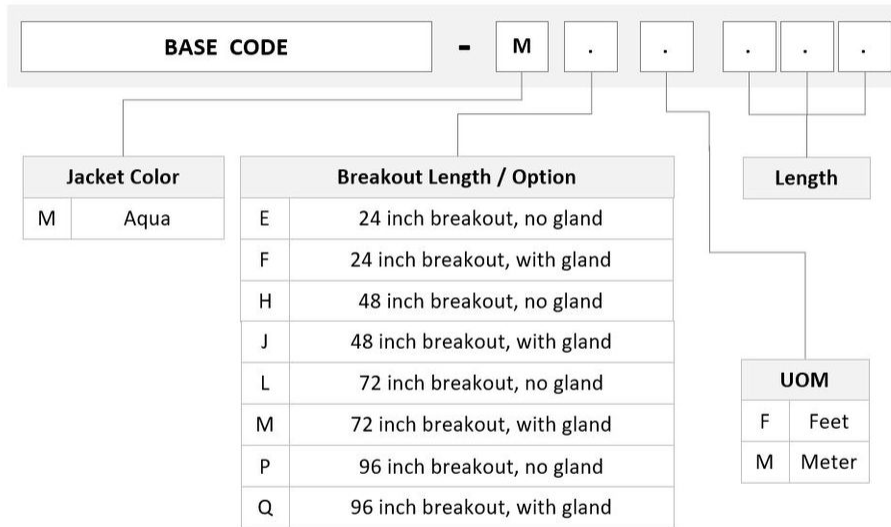 BASE CODE - M . . . . .
Jacket Color
M Aqua
Breakout Length / Option
E 24 inch breakout, no gland
F 24 inch breakout, with gland
H 48 inch breakout, no gland
J 48 inch breakout, with gland
L 72 inch breakout, no gland
M 72 inch breakout, with gland
P 96 inch breakout, no gland
Q 96 inch breakout, with gland
Length
UOM
F Feet
M Meter